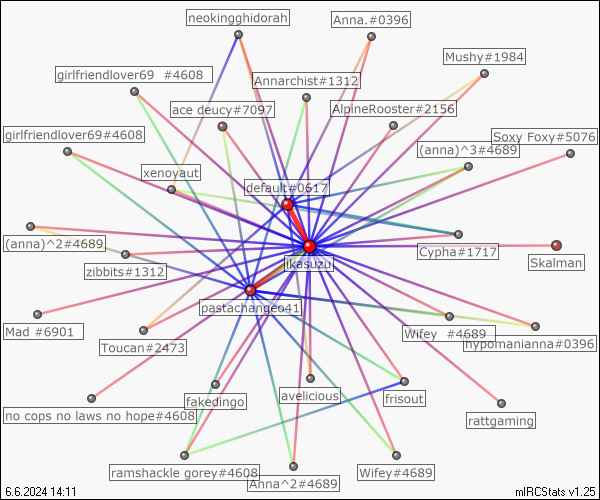 neokingghidorah
Anna.#0396
Mushy#1984
girlfriendlover69  #4608
Annarchist#1312
ace deucy#7097
AlpineRooster#2156
girlfriendlover69#4608
Soxy Foxy#5076
(anna)^3#4689
xenoyaut
default#0617
(anna)^2#4689
Cypha#1717
Skalman
jikasuzu
zibbits#1312
pastachangeo41
Mad #6901
Wifey  #4689
hypomanianna#0396
Toucan#2473
no cops no laws no hope#4608
fakedingo
avelicious
frisout
rattgaming
ramshackle gorey#4608
Anna^2#4689
Wifey#4689
6.6.2024 14:11
mIRCStats v1.25